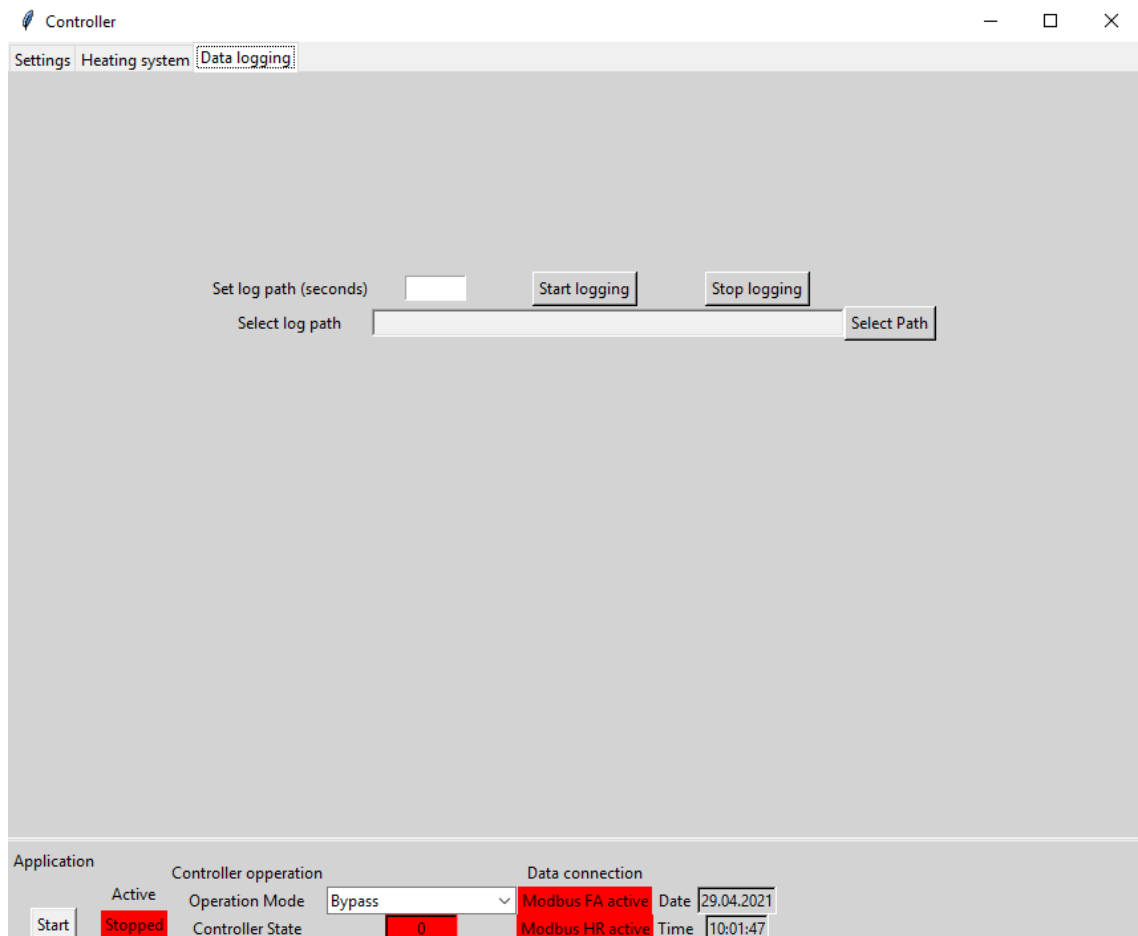 Controller
Settings Heating system Data logging
Set log path (seconds) Start logging Stop logging
Select log path Select Path
Application
Controller opperation Data connection
Active
Operation Mode Bypass Modbus FA active Date 29.04.2021
Start Stopped Controller State 0 Modbus HR active Time 10:01:47